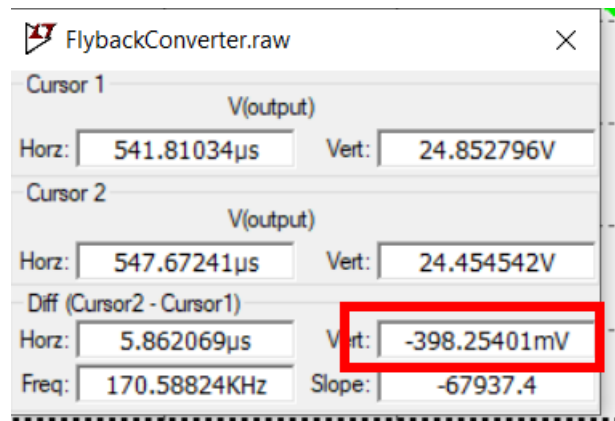 FlybackConverter.raw
Cursor 1
V(output)
Horz: 541.81034µs Vert: 24.852796V
Cursor 2
V(output)
Horz: 547.67241µs Vert: 24.454542V
Diff (Cursor2 - Cursor1)
Horz: 5.862069µs Vert: -398.25401mV
Freq: 170.58824KHz Slope: -67937.4